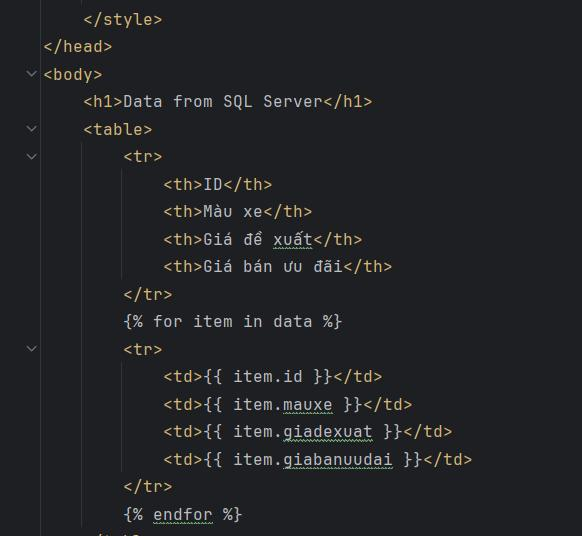 </style>
</head>
<body>
<h1>Data from SQL Server</h1>
<table>
<tr>
<th>ID</th>
<th>Màu xe</th>
<th>Giá đề xuất</th>
<th>Giá bán ưu đãi</th>
</tr>
{% for item in data %}
<tr>
<td>{{ item.id }}</td>
<td>{{ item.mauxe }}</td>
<td>{{ item.giadexuat }}</td>
<td>{{ item.giabanuudai }}</td>
</tr>
{% endfor %}